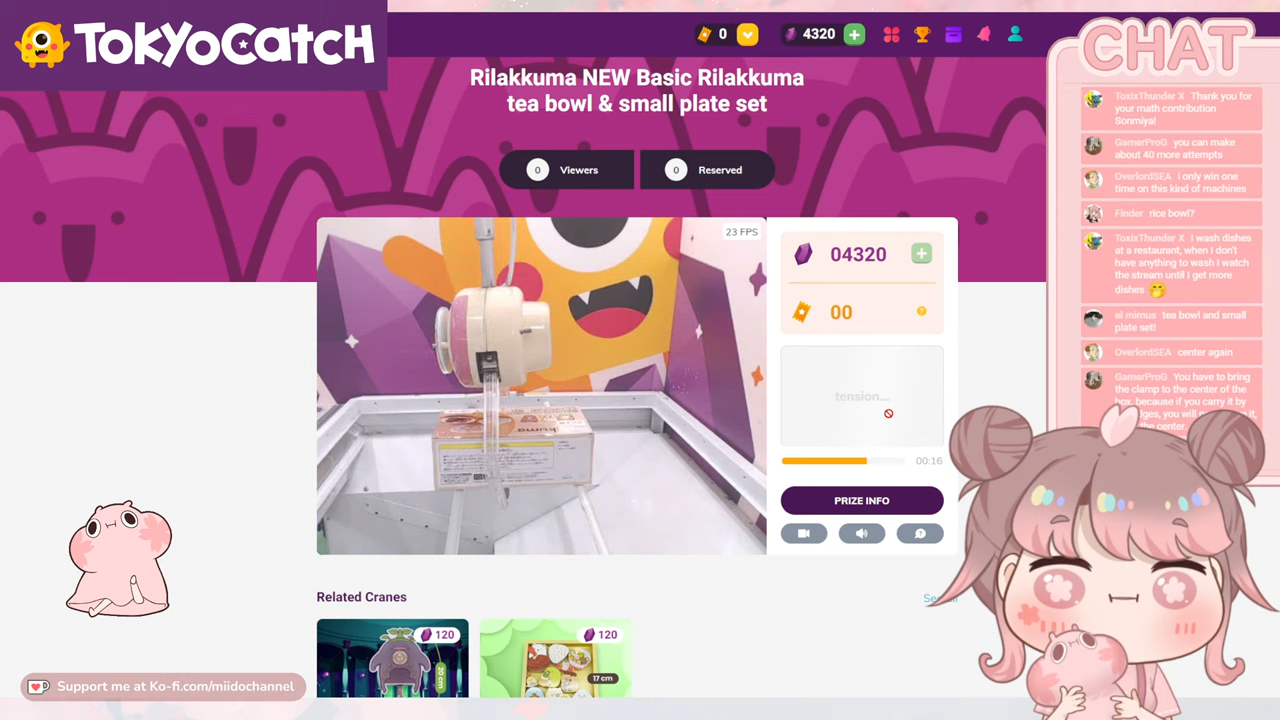 TOKYOCATCH
0
4320
Rilakkuma NEW Basic Rilakkuma
tea bowl & small plate set
0 Viewers
0 Reserved
23 FPS
04320
00
tension...
00:16
PRIZE INFO
Related Cranes
120
20 cm
120
17 cm
Support me at Ko-fi.com/miidochannel
CHAT
ToxixThunder X Thank you for
your math contribution
Sonmiya!
GamerProG you can make
about 40 more attempts
OverlordSEA i only win one
time on this kind of machines
Finder rice bowl?
ToxixThunder X I wash dishes
at a restaurant, when I don't
have anything to wash I watch
the stream until I get more
dishes
el mimus tea bowl and small
plate set!
OverlordSEA center again
GamerProG You have to bring
the clamp to the center of the
box, because if you carry it by
the center.